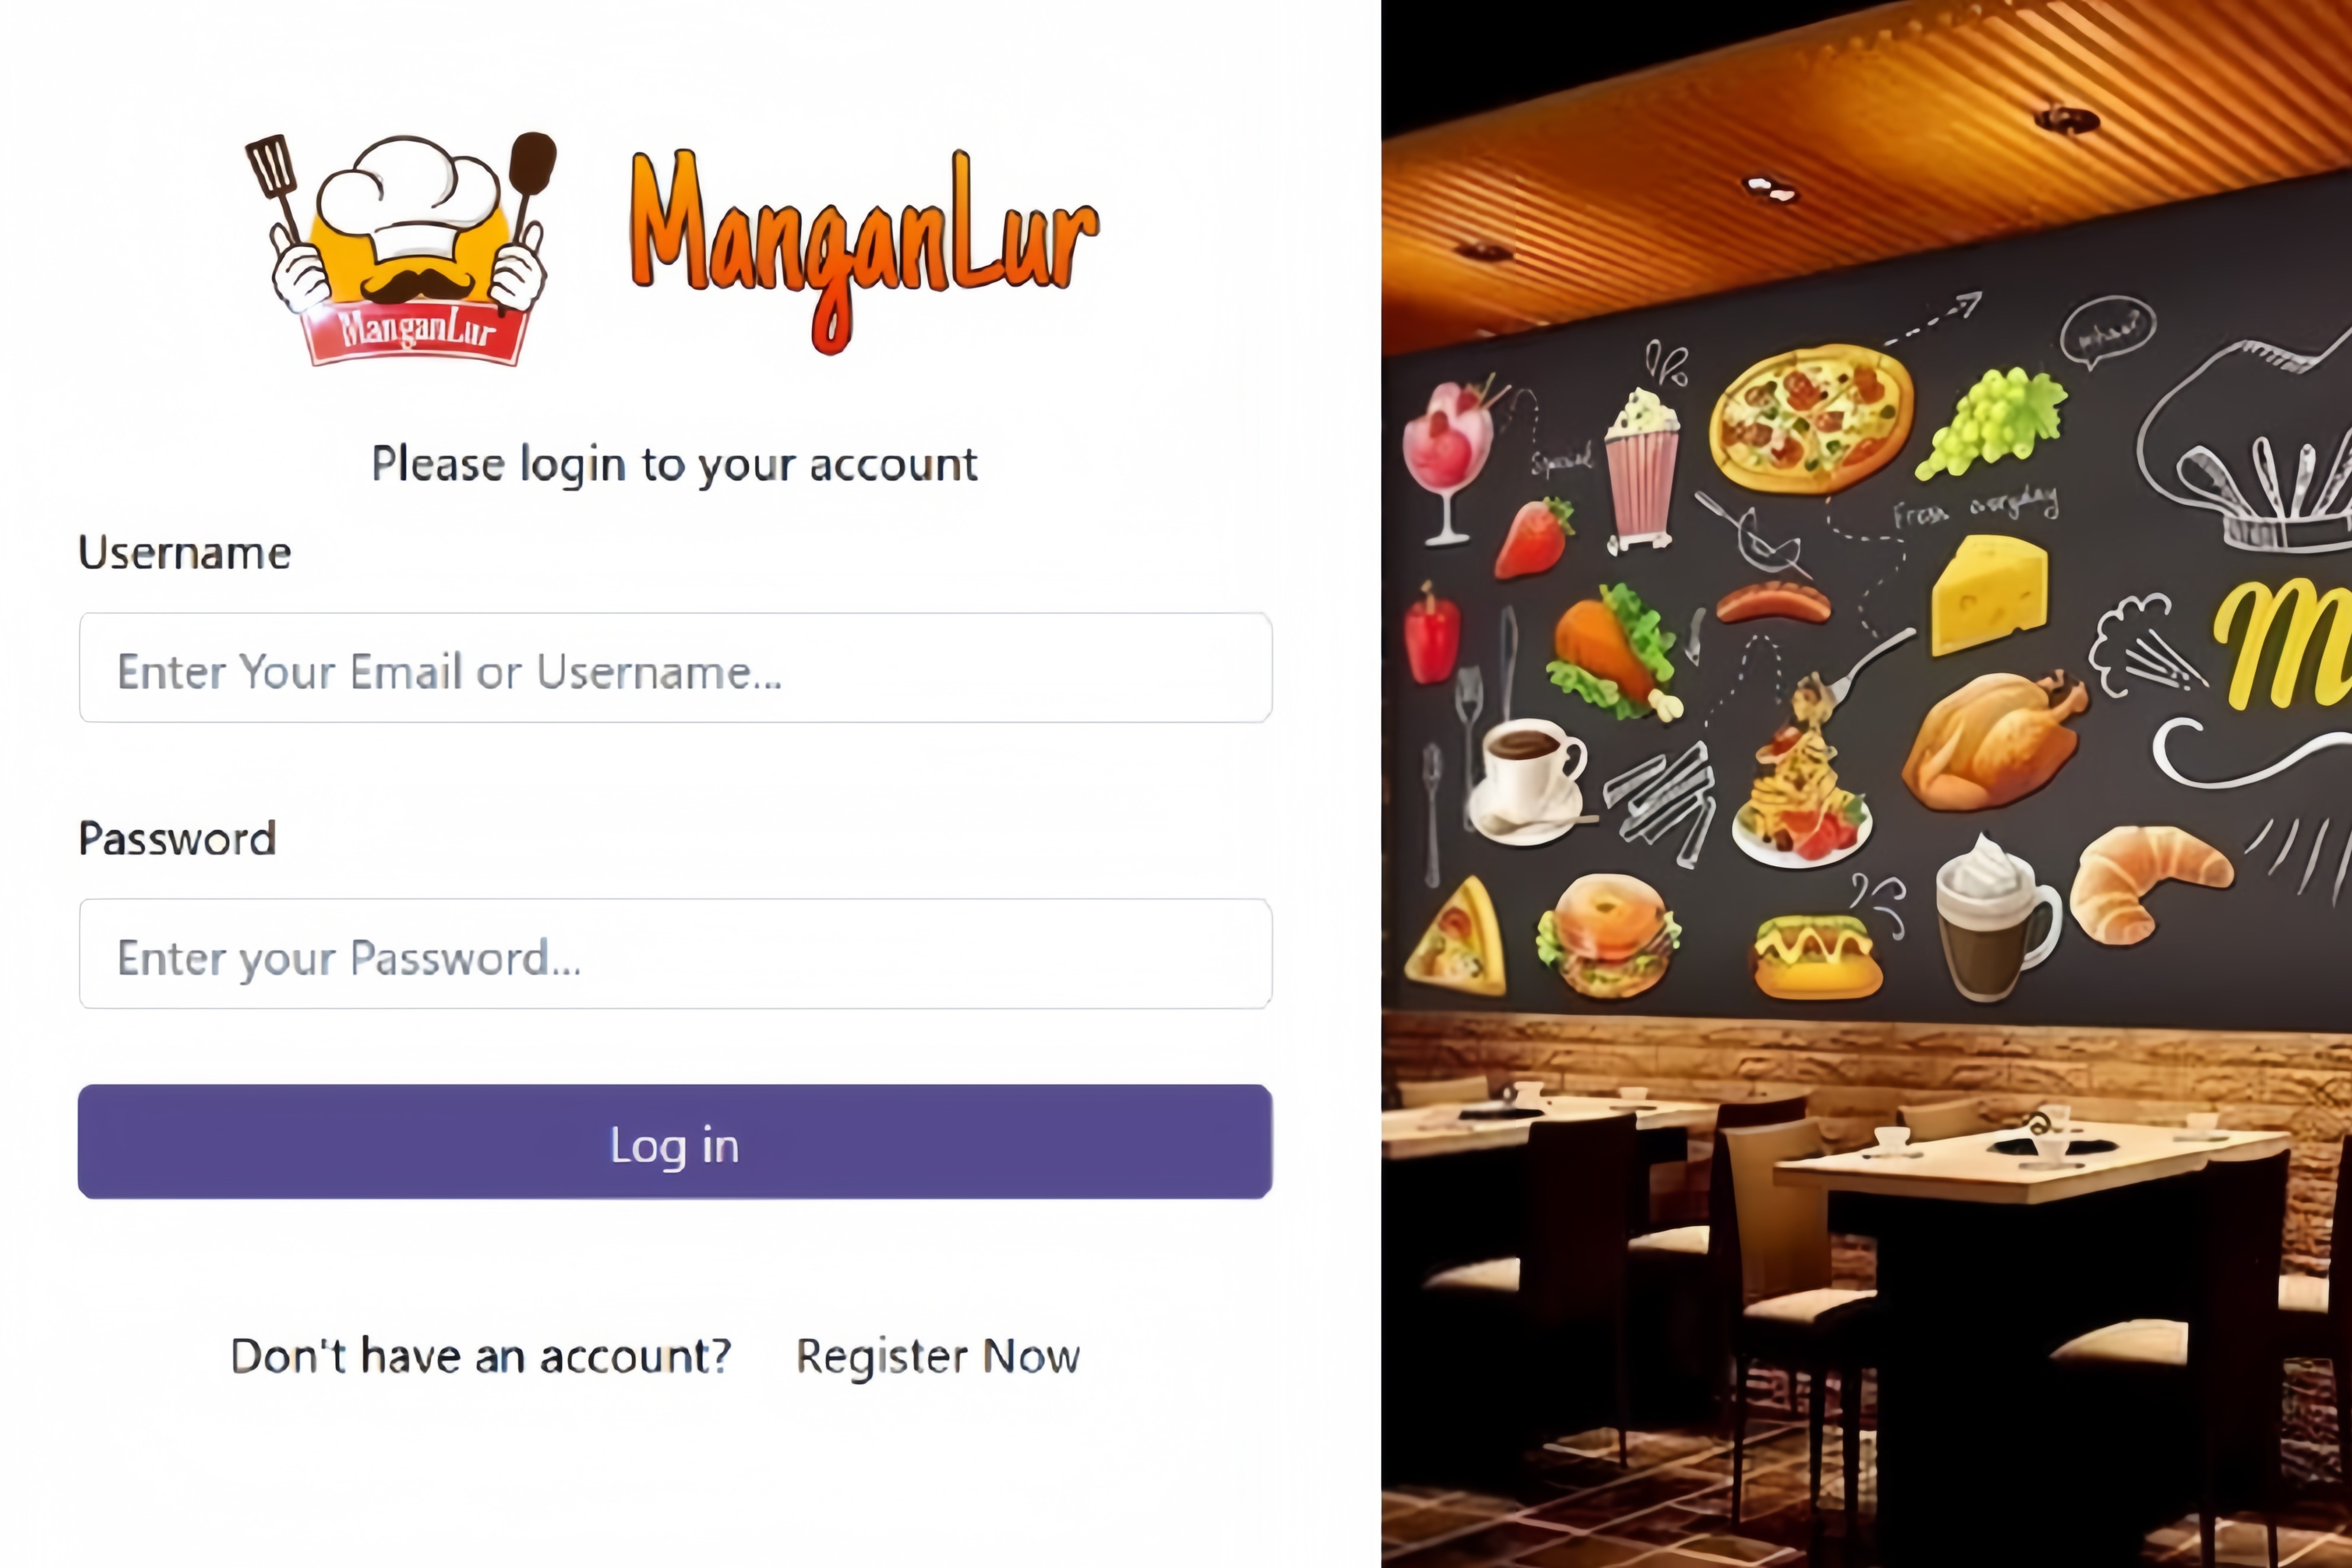 ManganLur
ManganLur
Please login to your account
Username
Enter Your Email or Username...
Password
Enter your Password...
Log in
Don't have an account? Register Now
Special
Fresh everyday
M